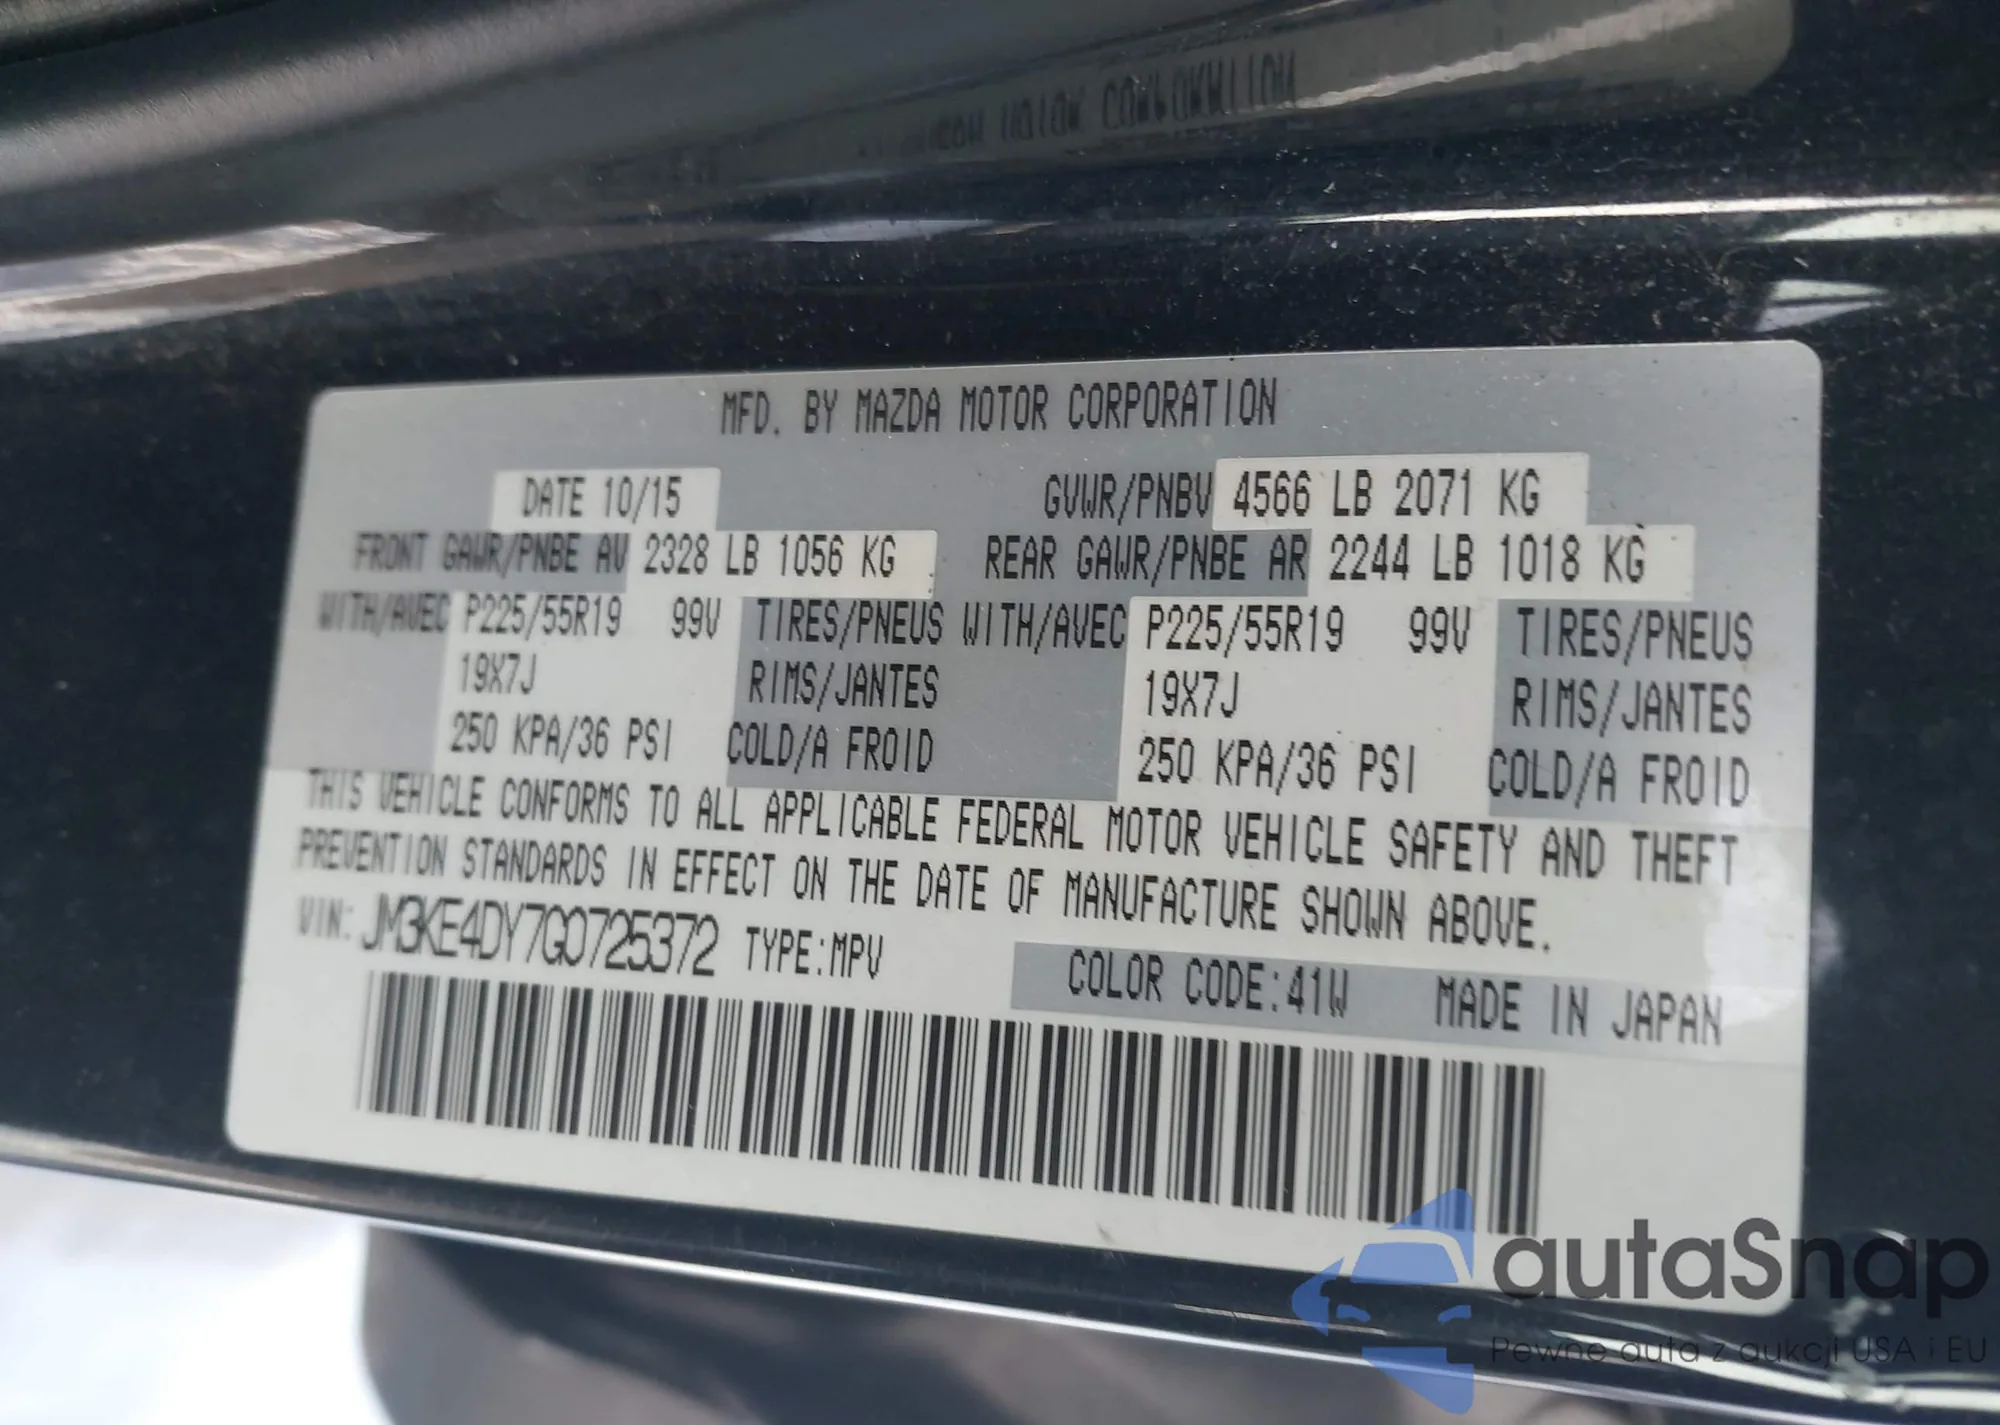 MFD. BY MAZDA MOTOR CORPORATION
DATE 10/15 GVWR/PNBV 4566 LB 2071 KG
FRONT GAWR/PNBE AV 2328 LB 1056 KG REAR GAWR/PNBE AR 2244 LB 1018 KG
WITH/AVEC P225/55R19 99V TIRES/PNEUS WITH/AVEC P225/55R19 99V TIRES/PNEUS
19X7J RIMS/JANTES 19X7J RIMS/JANTES
250 KPA/36 PSI COLD/A FROID 250 KPA/36 PSI COLD/A FROID
THIS VEHICLE CONFORMS TO ALL APPLICABLE FEDERAL MOTOR VEHICLE SAFETY AND THEFT
PREVENTION STANDARDS IN EFFECT ON THE DATE OF MANUFACTURE SHOWN ABOVE.
VIN: JM3KE4DY7G0725372 TYPE:MPV
COLOR CODE:41W MADE IN JAPAN
autaSnap
Pewne auta z aukcji USA i EU